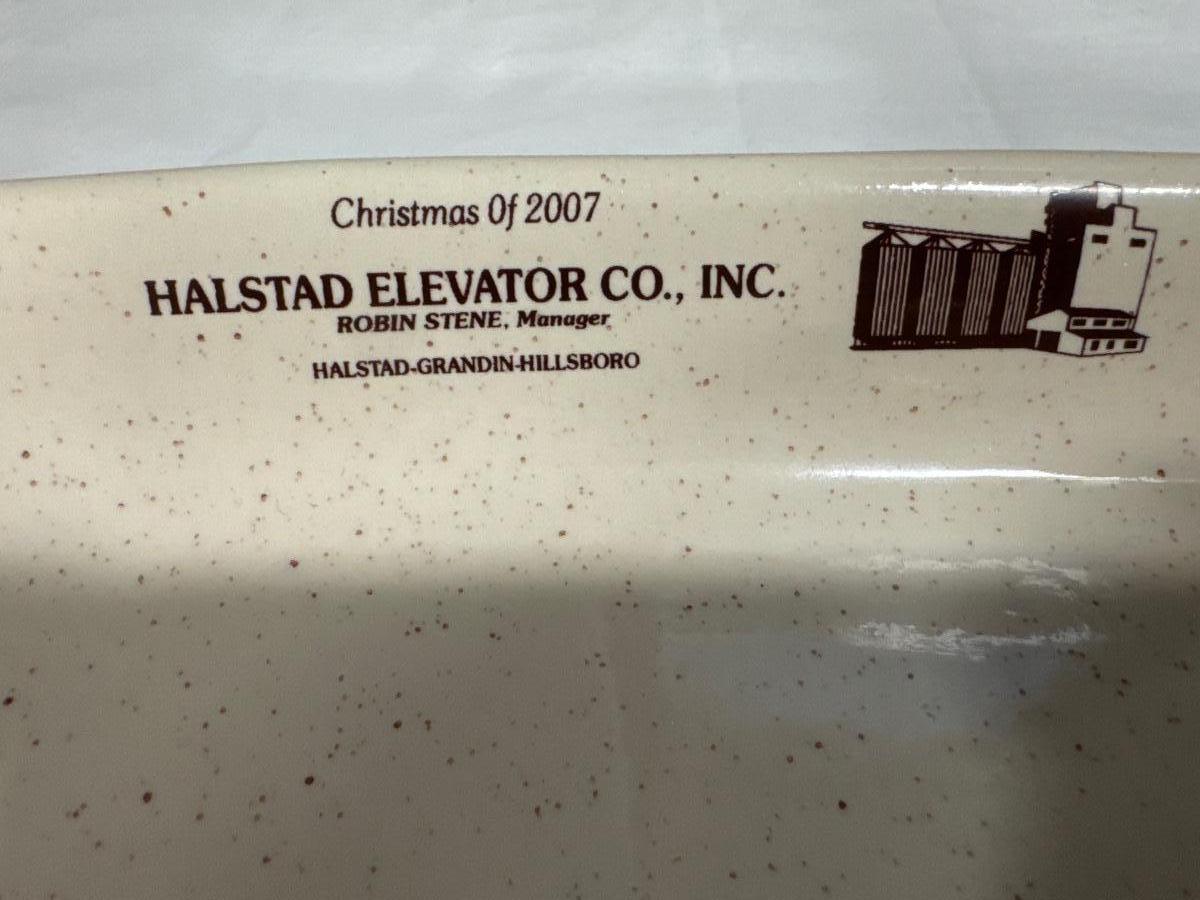 Christmas Of 2007
HALSTAD ELEVATOR CO., INC.
ROBIN STENE, Manager
HALSTAD-GRANDIN-HILLSBORO